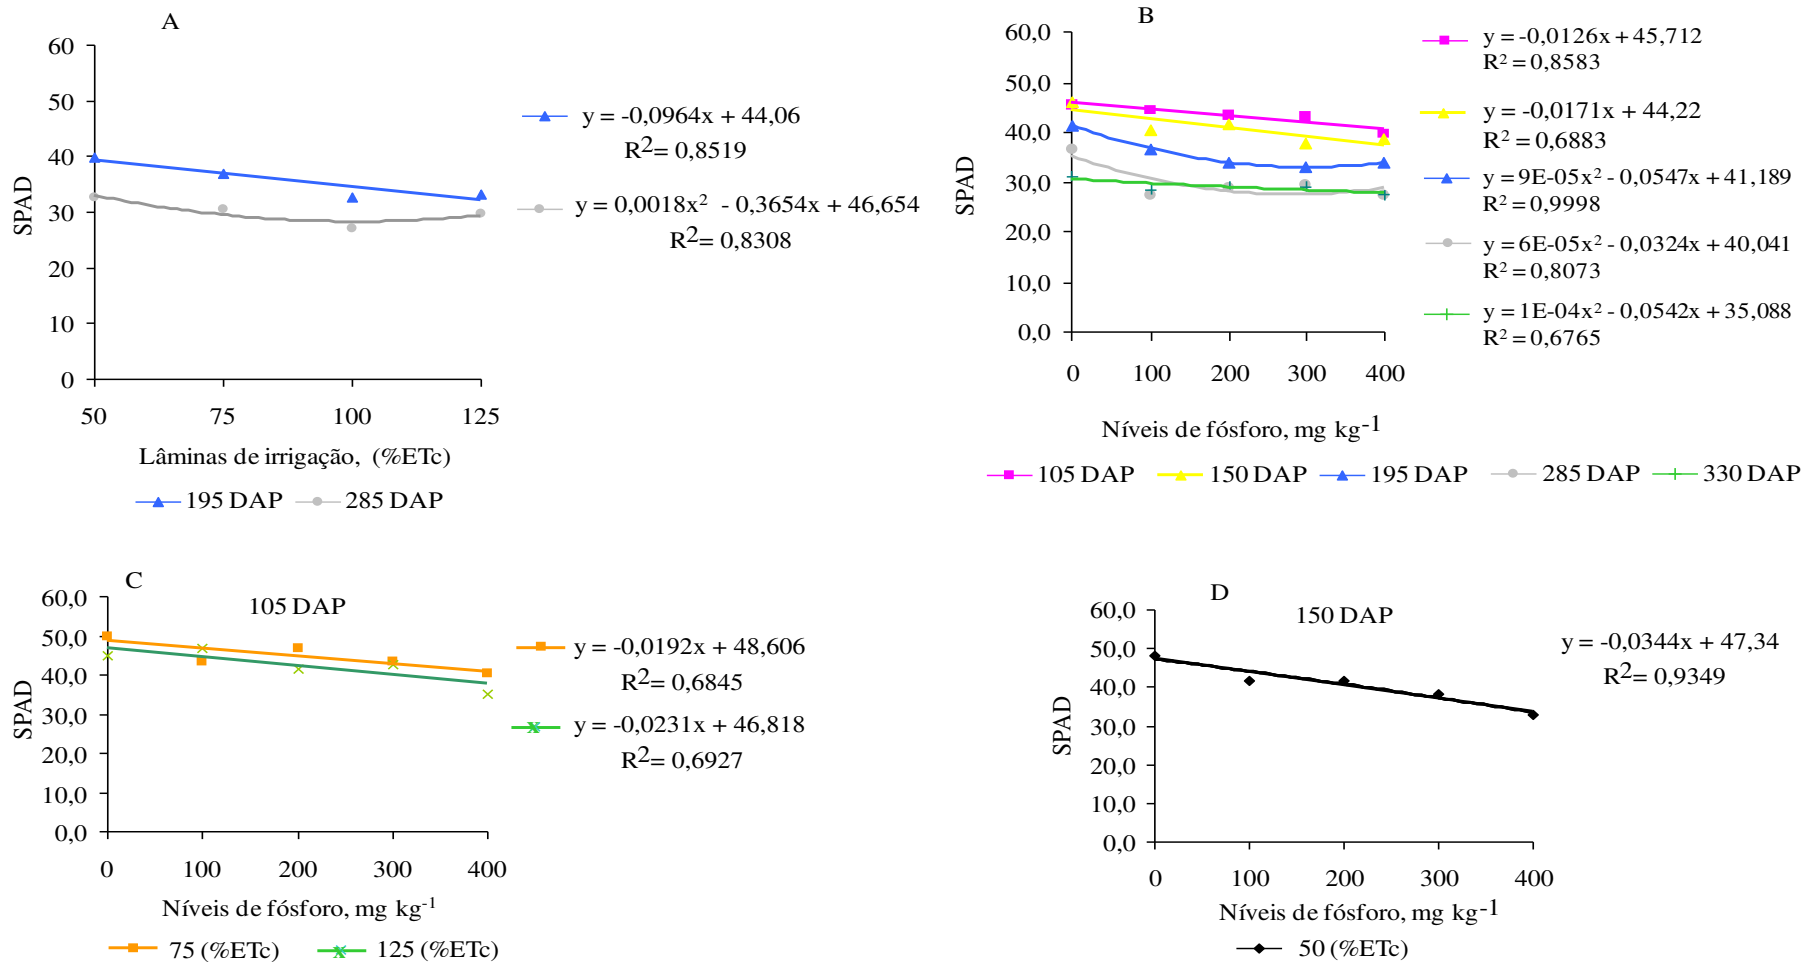 A
60
50
40
30
20
10
0
SPAD
50 75 100 125
Lâminas de irrigação, (%ETc)
195 DAP 285 DAP
y = -0,0964x + 44,06
R2= 0,8519
y = 0,0018x² - 0,3654x + 46,654
R2= 0,8308
B
60,0
50,0
40,0
30,0
20,0
10,0
0,0
SPAD
0 100 200 300 400
Níveis de fósforo, mg kg-1
105 DAP 150 DAP 195 DAP 285 DAP 330 DAP
y = -0,0126x + 45,712
R² = 0,8583
y = -0,0171x + 44,22
R² = 0,6883
y = 9E-05x² - 0,0547x + 41,189
R² = 0,9998
y = 6E-05x² - 0,0324x + 40,041
R² = 0,8073
y = 1E-04x² - 0,0542x + 35,088
R² = 0,6765
C
105 DAP
60,0
50,0
40,0
30,0
20,0
10,0
0,0
SPAD
0 100 200 300 400
Níveis de fósforo, mg kg-1
75 (%ETc) 125 (%ETc)
y = -0,0192x + 48,606
R2= 0,6845
y = -0,0231x + 46,818
R2= 0,6927
D
150 DAP
60,0
50,0
40,0
30,0
20,0
10,0
0,0
SPAD
0 100 200 300 400
Níveis de fósforo, mg kg-1
50 (%ETc)
y = -0,0344x + 47,34
R2= 0,9349